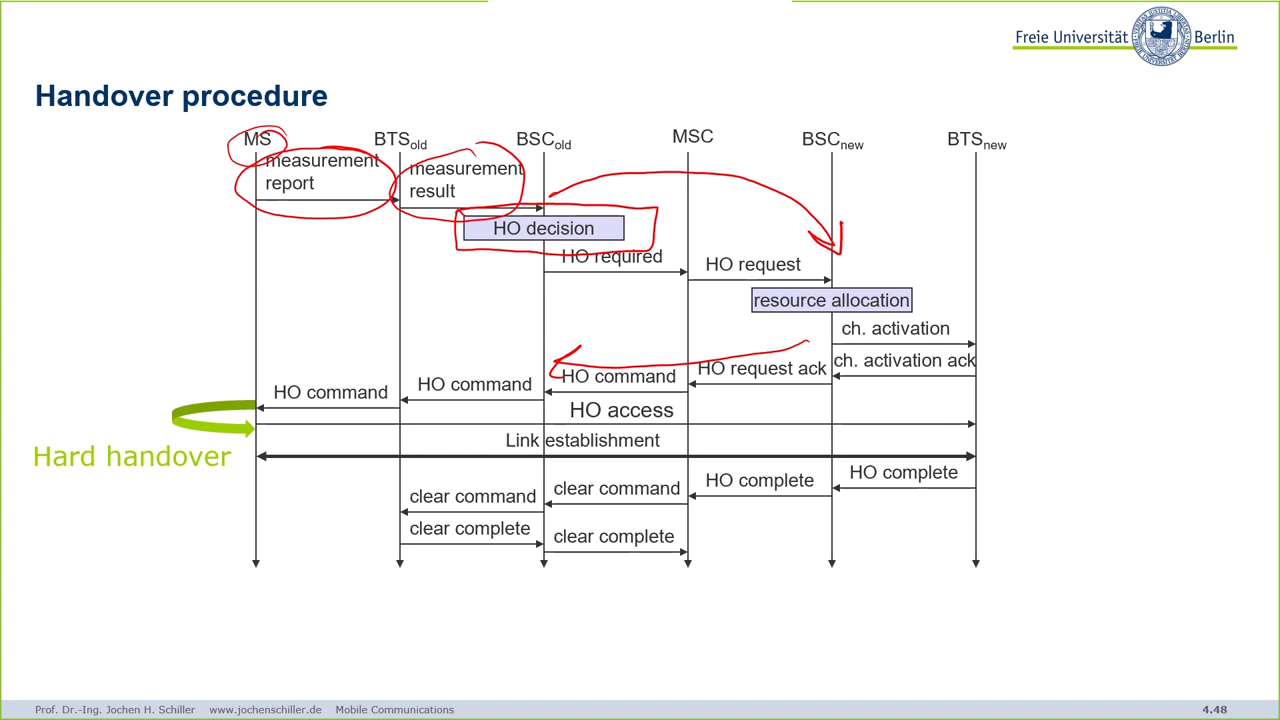 Freie Universität Berlin
Handover procedure
MS BTSold BSCold MSC BSCnew BTSnew
measurement
report
measurement
result
HO decision
HO required
HO request
resource allocation
ch. activation
ch. activation ack
HO request ack
HO command
HO command
HO command
HO access
Hard handover
Link establishment
HO complete
HO complete
clear command
clear command
clear complete
clear complete
Prof. Dr.-Ing. Jochen H. Schiller www.jochenschiller.de Mobile Communications 4.48